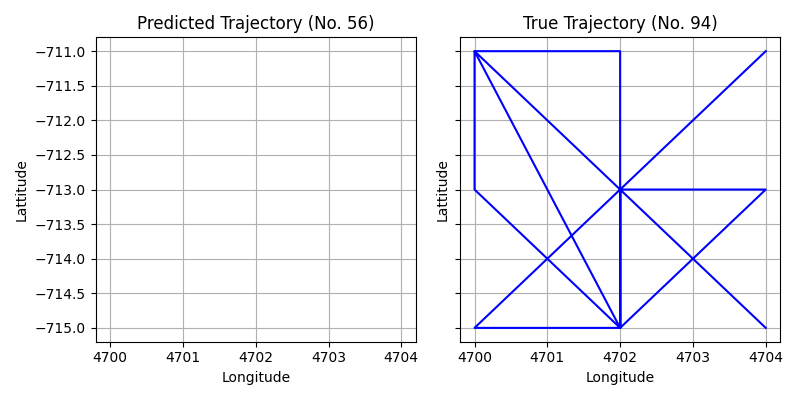 Predicted Trajectory (No. 56)
−711.0
−711.5
−712.0
−712.5
−713.0
−713.5
−714.0
−714.5
−715.0
Lattitude
4700 4701 4702 4703 4704
Longitude
True Trajectory (No. 94)
Lattitude
4700 4701 4702 4703 4704
Longitude